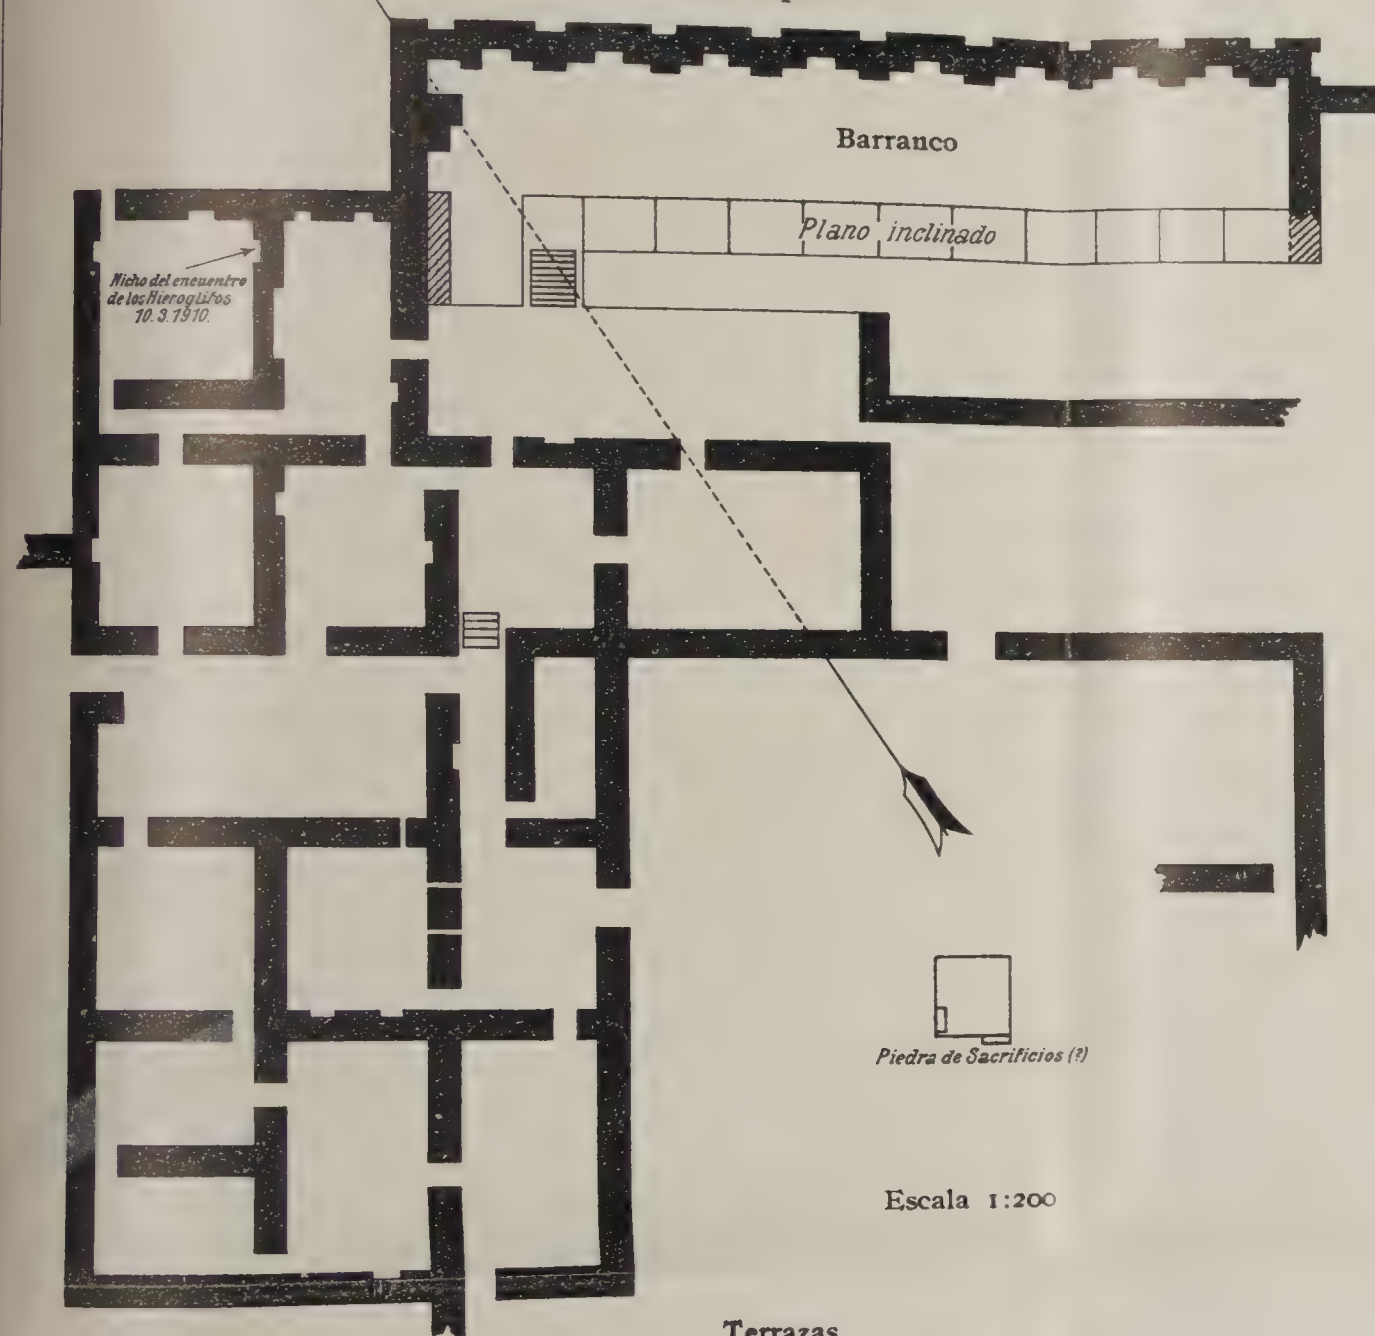 Barranco
Plano inclinado
Nicho del encuentro
de los Hieroglifos
10.3.1910.
Piedra de Sacrificios (?)
Escala 1:200
Terrazas